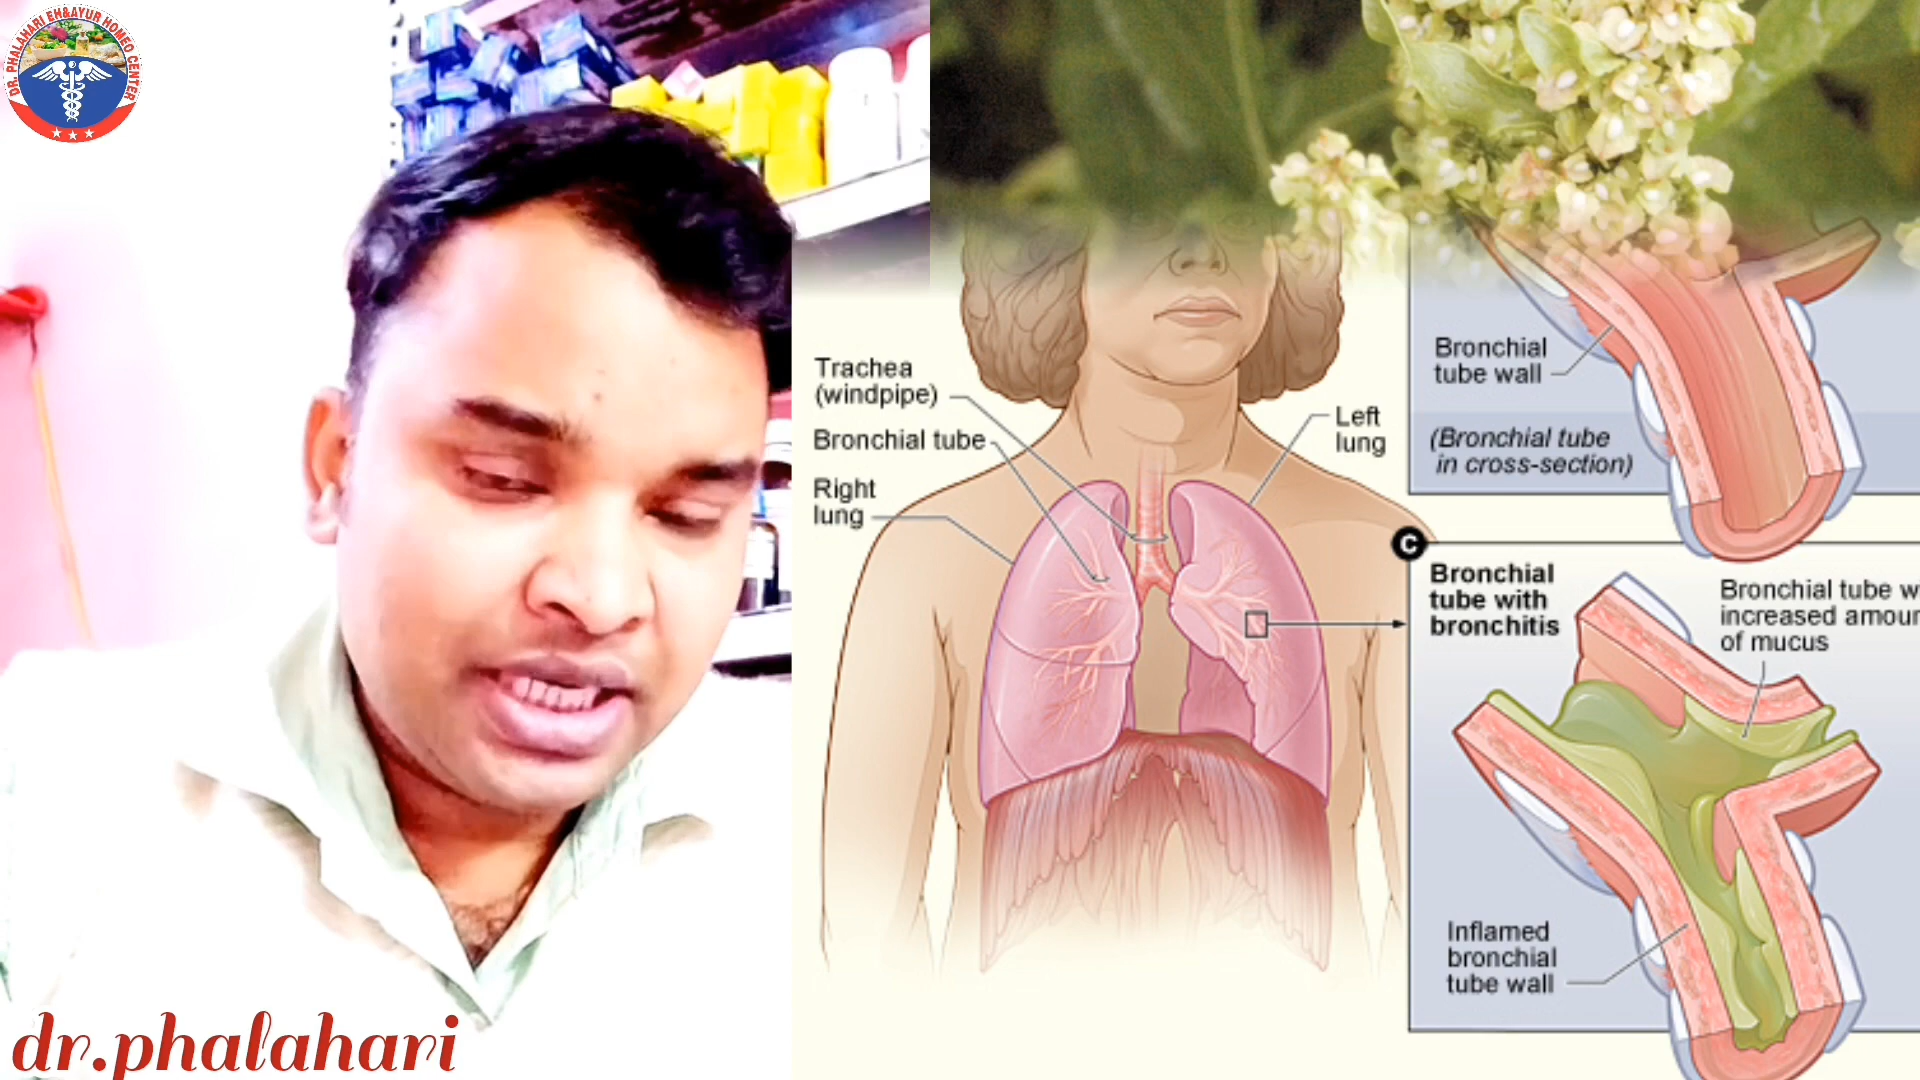 DR. PHALAHARI EH&AYUR HOMEO CENTER
dr.phalahari
Trachea
(windpipe)
Bronchial tube
Right
lung
Left
lung
Bronchial
tube wall
(Bronchial tube
in cross-section)
C
Bronchial
tube with
bronchitis
Bronchial tube w
increased amour
of mucus
Inflamed
bronchial
tube wall